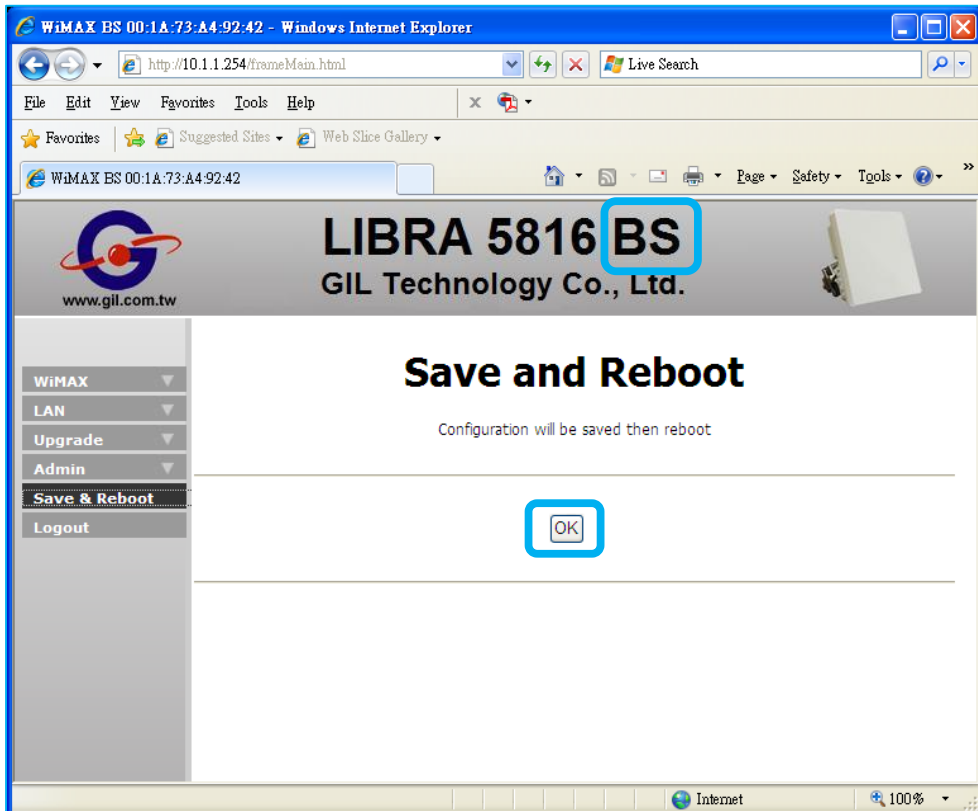 WiMAX BS 00:1A:73:A4:92:42 - Windows Internet Explorer
http://10.1.1.254/frameMain.html
Live Search
File Edit View Favorites Tools Help
x
Favorites Suggested Sites Web Slice Gallery
WiMAX BS 00:1A:73:A4:92:42
Page Safety Tools »
LIBRA 5816 BS
GIL Technology Co., Ltd.
www.gil.com.tw
WiMAX
LAN
Upgrade
Admin
Save & Reboot
Logout
Save and Reboot
Configuration will be saved then reboot
OK
Internet 100%